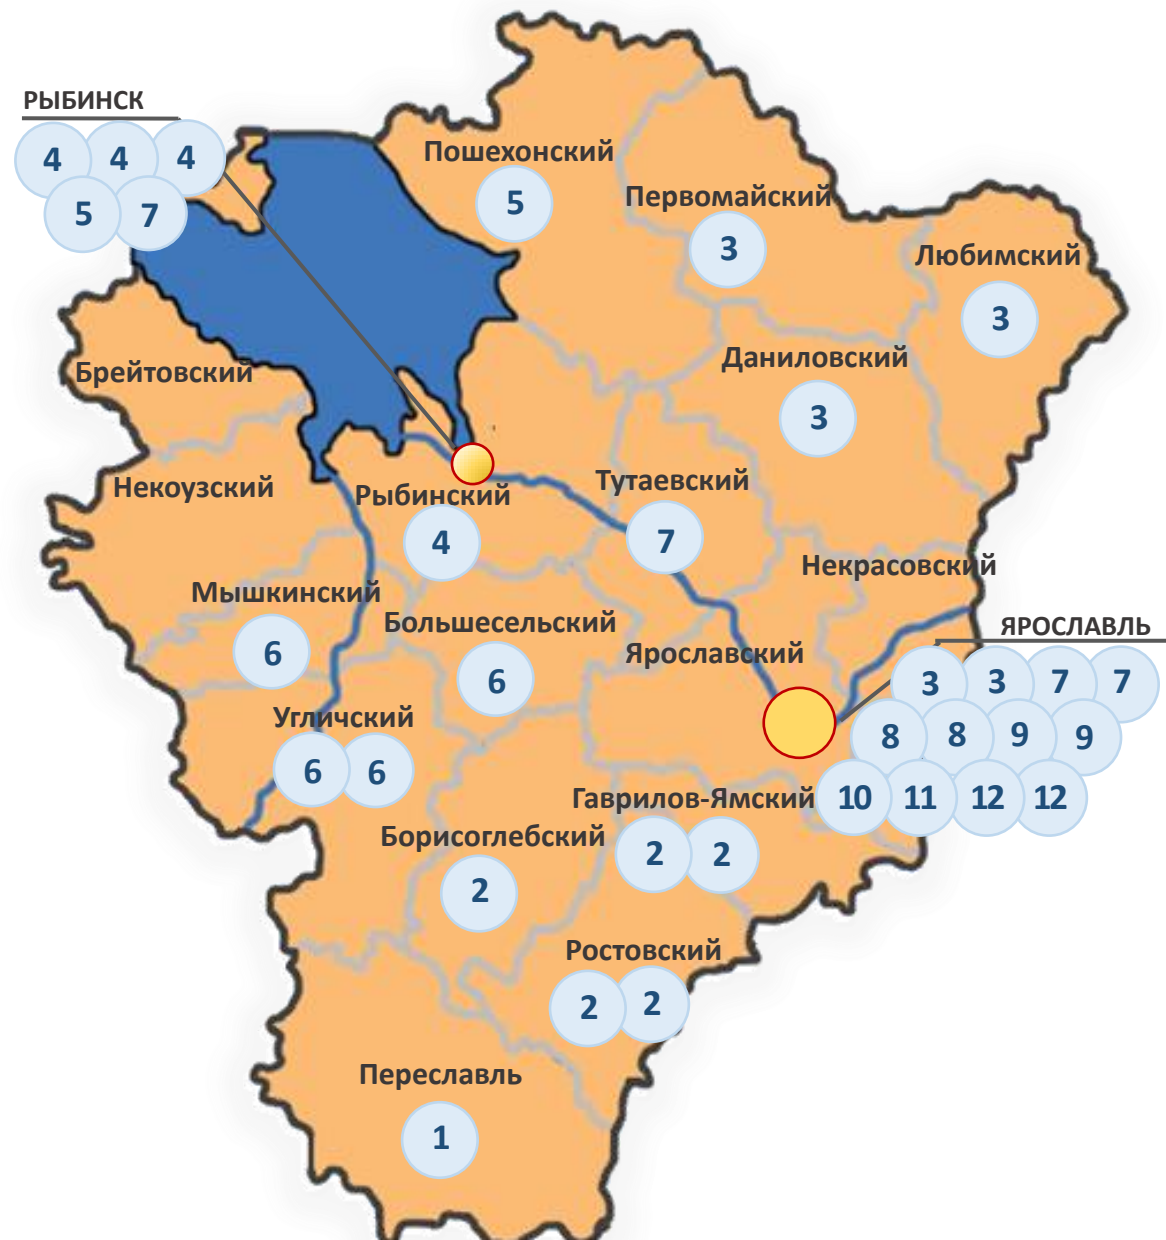 РЫБИНСК
4 4 4
5 7
Пошехонский
5
Первомайский
3
Любимский
3
Брейтовский
Даниловский
3
Некоузский
Рыбинский
4
Тутаевский
7
Некрасовский
Мышкинский
6
Большесельский
6
Ярославский
ЯРОСЛАВЛЬ
3 3 7 7
8 8 9 9
10 11 12 12
Угличский
6 6
Гаврилов-Ямский
2 2
Борисоглебский
2
Ростовский
2 2
Переславль
1